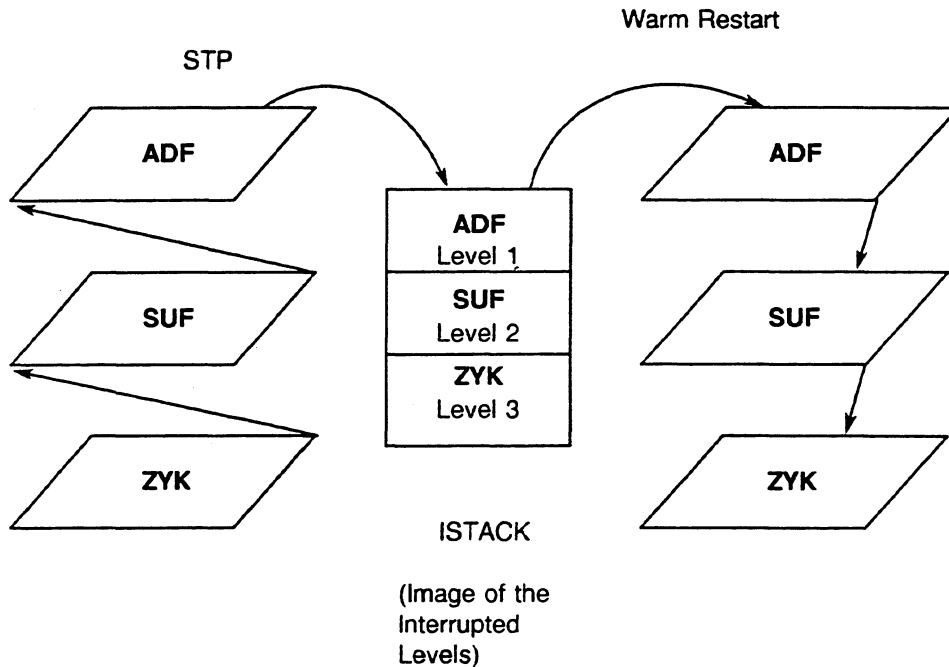 Warm Restart
STP
ADF
SUF
ZYK
ADF
Level 1
SUF
Level 2
ZYK
Level 3
ISTACK
(Image of the
Interrupted
Levels)
ADF
SUF
ZYK